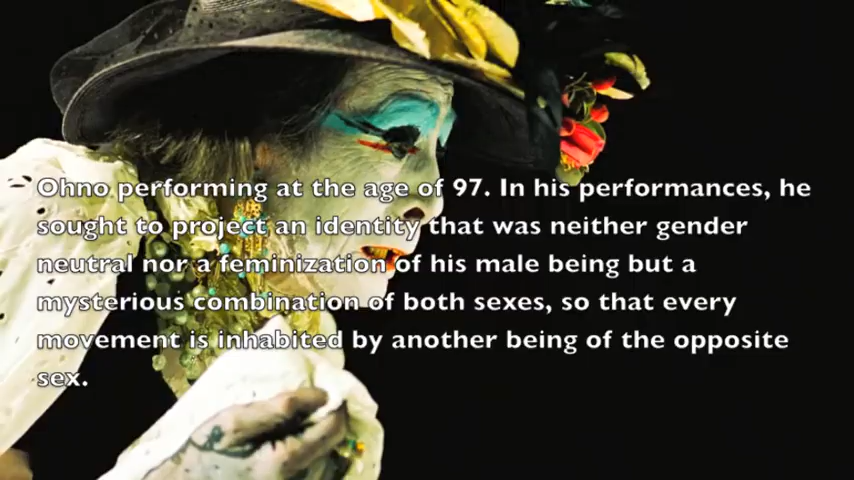 Ohno performing at the age of 97. In his performances, he
sought to project an identity that was neither gender
neutral nor a feminization of his male being but a
mysterious combination of both sexes, so that every
movement is inhabited by another being of the opposite
sex.